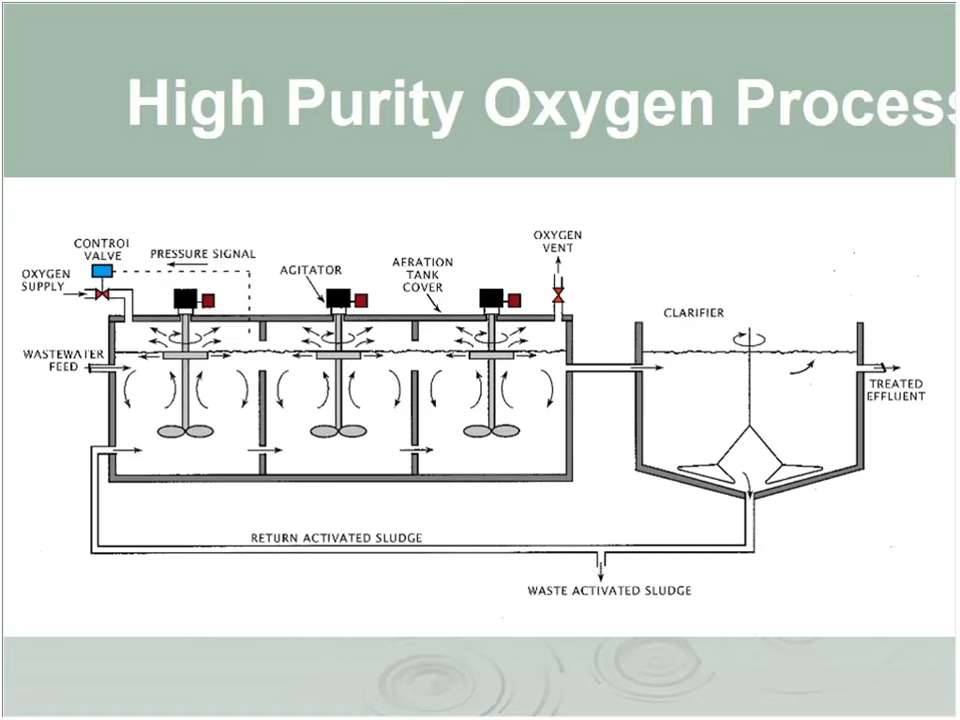 High Purity Oxygen Process
CONTROL
VALVE
PRESSURE SIGNAL
OXYGEN
SUPPLY
AGITATOR
AERATION
TANK
COVER
OXYGEN
VENT
CLARIFIER
WASTEWATER
FEED
TREATED
EFFLUENT
RETURN ACTIVATED SLUDGE
WASTE ACTIVATED SLUDGE